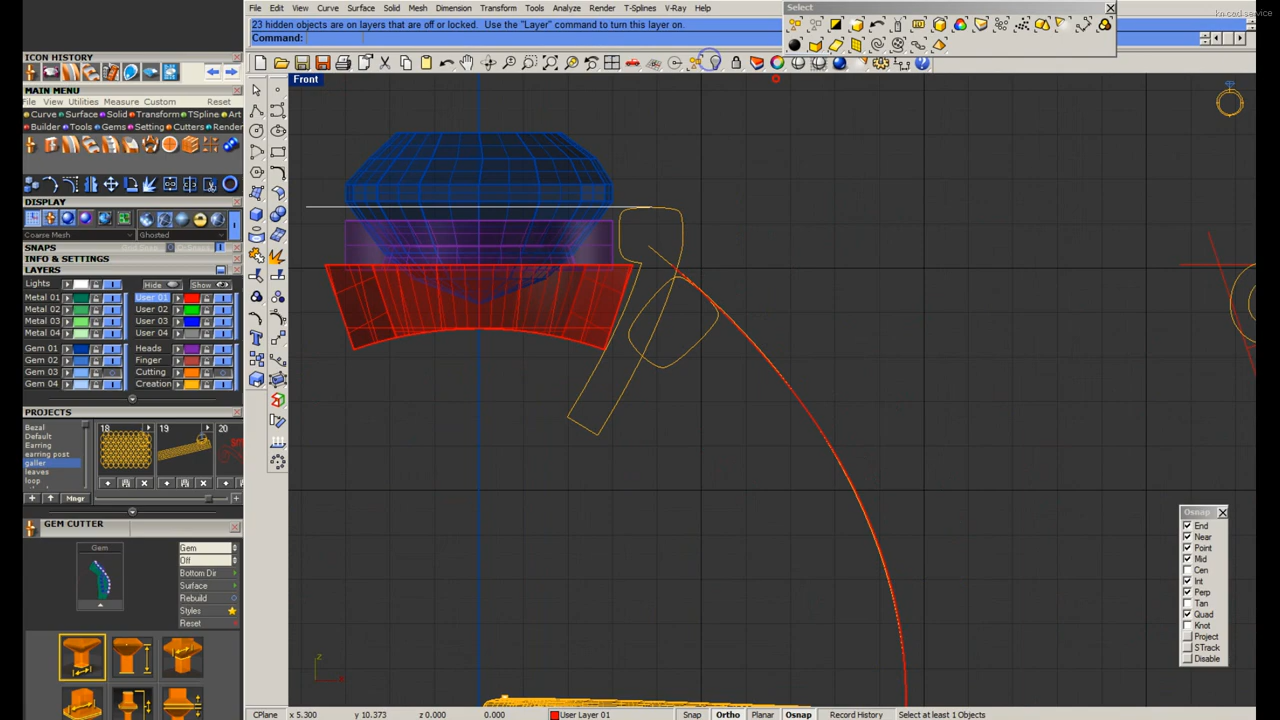 kn cad service
Select
File Edit View Curve Surface Solid Mesh Dimension Transform Tools Analyze Render T-Splines V-Ray Help
23 hidden objects are on layers that are off or locked. Use the "Layer" command to turn this layer on.
Command:
ICON HISTORY
MAIN MENU
File View Utilities Measure Custom Reset
Curve Surface Solid Transform TSpline Art
Builder Tools Gems Setting Cutters Render
DISPLAY
Coarse Mesh Ghosted
SNAPS
INFO & SETTINGS
LAYERS
Lights Hide Show
Metal 01 User 01
Metal 02 User 02
Metal 03 User 03
Metal 04 User 04
Gem 01 Heads
Gem 02 Finger
Gem 03 Cutting
Gem 04 Creation
PROJECTS
Bezal
Default
Earring
earring post
galler
leaves
loop
18 19 20
Mngr
GEM CUTTER
Gem
Gem
Off
Bottom Dir
Surface
Rebuild
Styles
Reset
Front
z
Osnap
End
Near
Point
Mid
Cen
Int
Perp
Tan
Quad
Knot
Project
STrack
Disable
CPlane x 5.300 y 10.373 z 0.000 0.000 User Layer 01 Snap Ortho Planar Osnap Record History Select at least 1 Objects